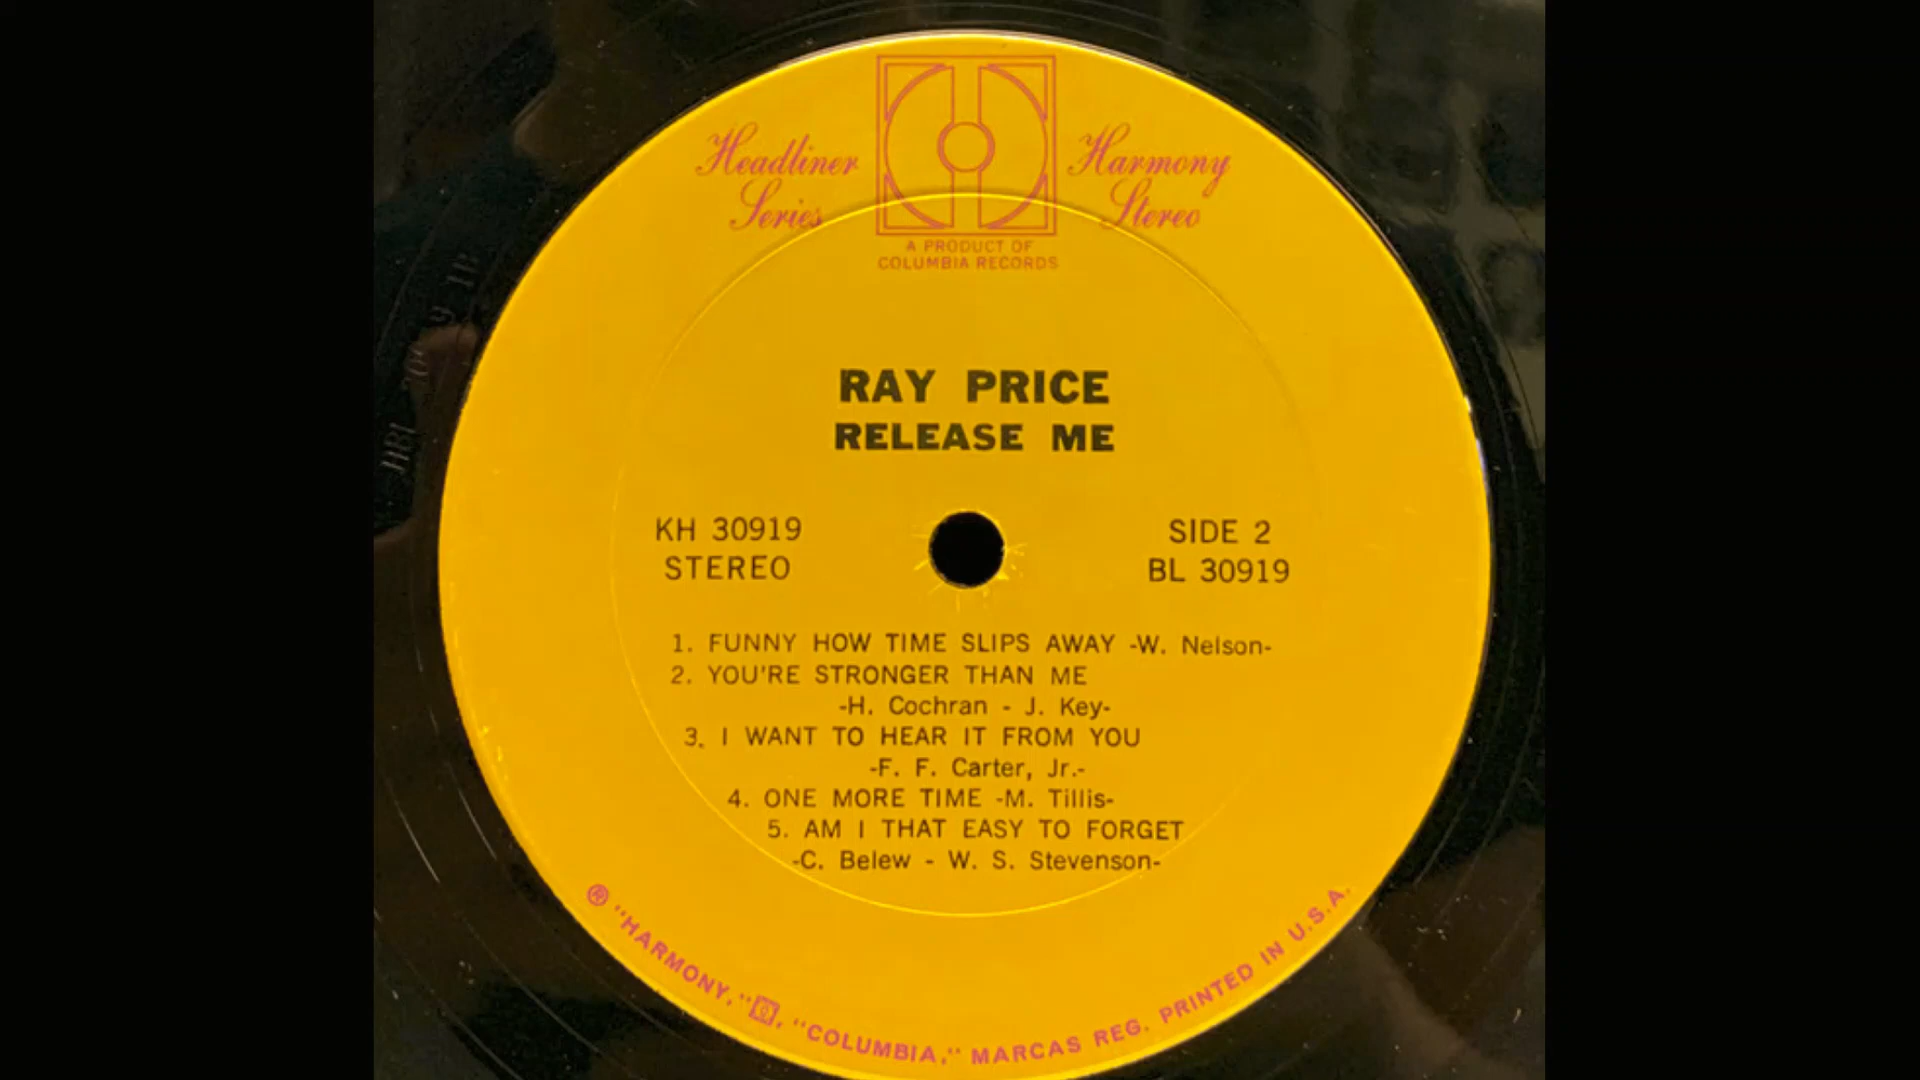 Headliner Series
Harmony Stereo
A PRODUCT OF
COLUMBIA RECORDS
RAY PRICE
RELEASE ME
KH 30919
STEREO
SIDE 2
BL 30919
1. FUNNY HOW TIME SLIPS AWAY -W. Nelson-
2. YOU'RE STRONGER THAN ME
-H. Cochran - J. Key-
3. I WANT TO HEAR IT FROM YOU
-F. F. Carter, Jr.-
4. ONE MORE TIME -M. Tillis-
5. AM I THAT EASY TO FORGET
-C. Belew - W. S. Stevenson-
® "HARMONY," , "COLUMBIA," MARCAS REG. PRINTED IN U.S.A.